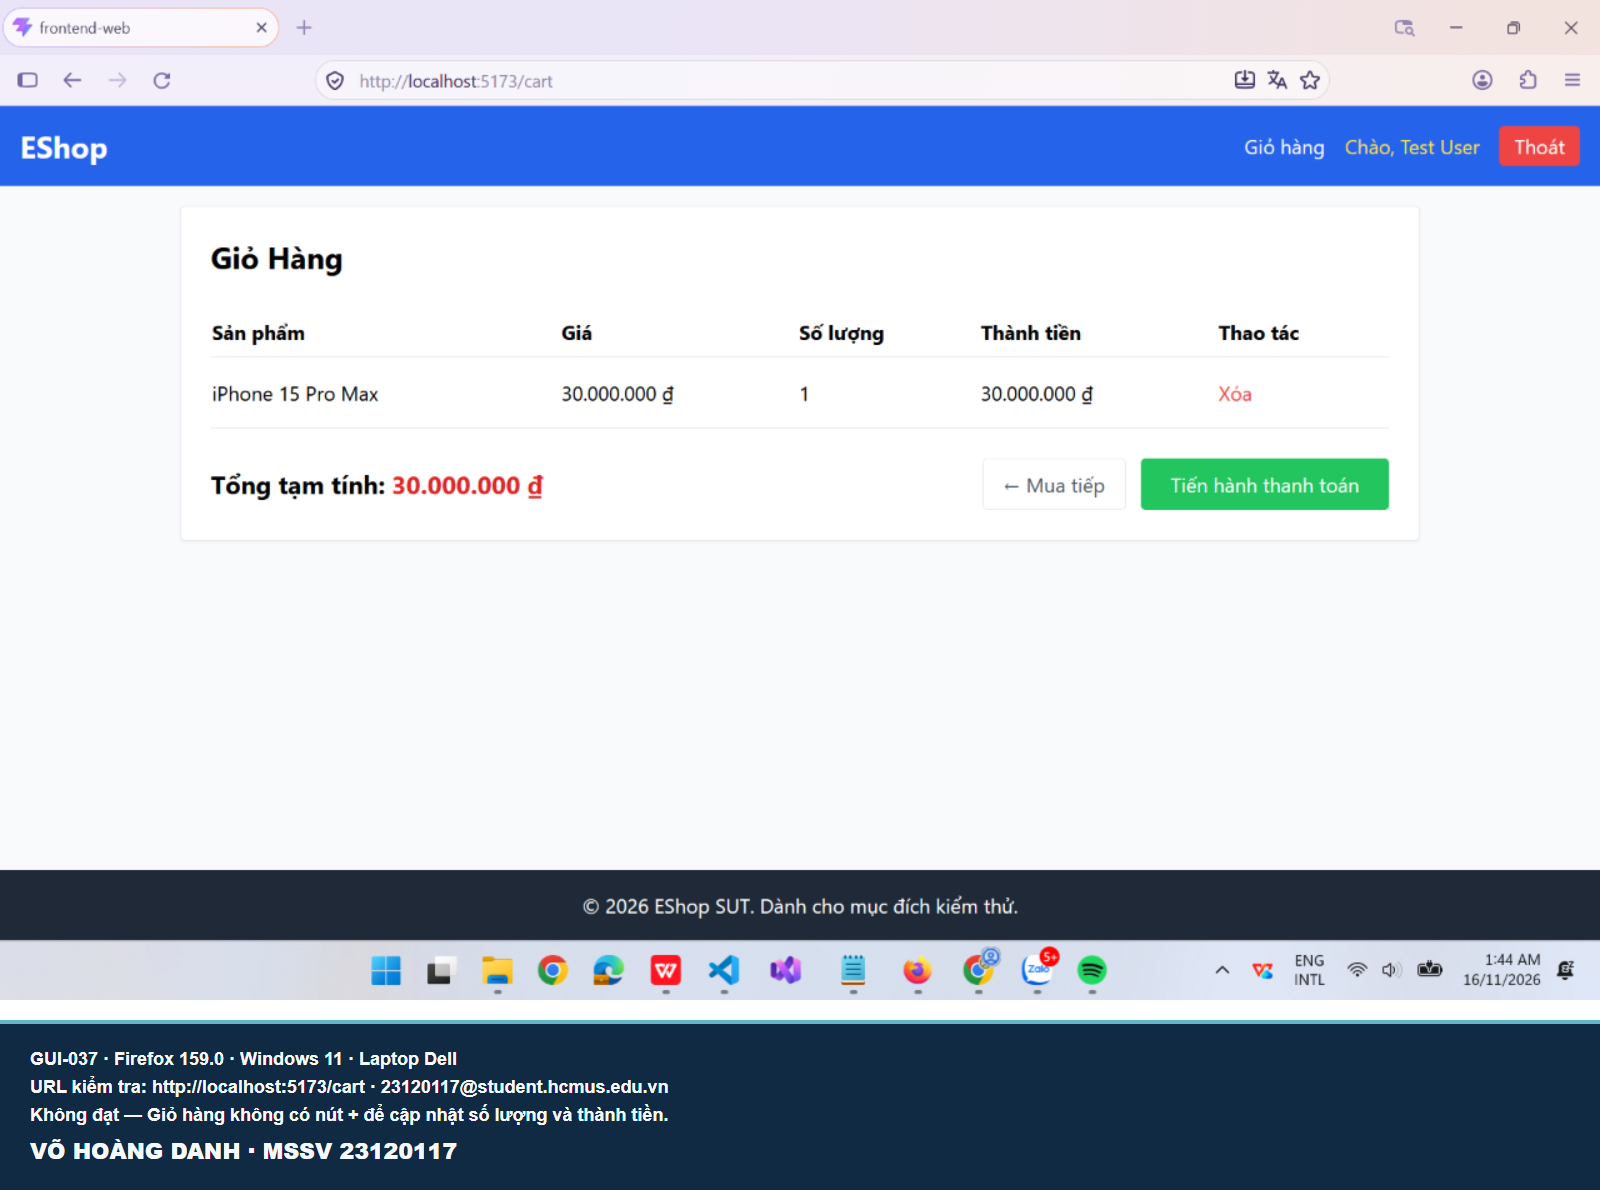 frontend-web
http://localhost:5173/cart
EShop
Giỏ hàng
Chào, Test User
Thoát
Giỏ Hàng
Sản phẩm Giá Số lượng Thành tiền Thao tác
iPhone 15 Pro Max 30.000.000 ₫ 1 30.000.000 ₫ Xóa
Tổng tạm tính: 30.000.000 ₫
← Mua tiếp
Tiến hành thanh toán
© 2026 EShop SUT. Dành cho mục đích kiểm thử.
Zalo
5+
ENG
INTL
1:44 AM
16/11/2026
GUI-037 · Firefox 159.0 · Windows 11 · Laptop Dell
URL kiểm tra: http://localhost:5173/cart · 23120117@student.hcmus.edu.vn
Không đạt — Giỏ hàng không có nút + để cập nhật số lượng và thành tiền.
VÕ HOÀNG DANH · MSSV 23120117